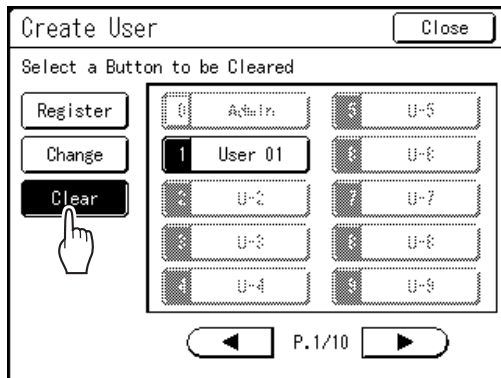 Create User
Close
Select a Button to be Cleared
Register
Change
Clear
0 Admin
1 User 01
2 U-2
3 U-3
4 U-4
5 U-5
6 U-6
7 U-7
8 U-8
9 U-9
P.1/10